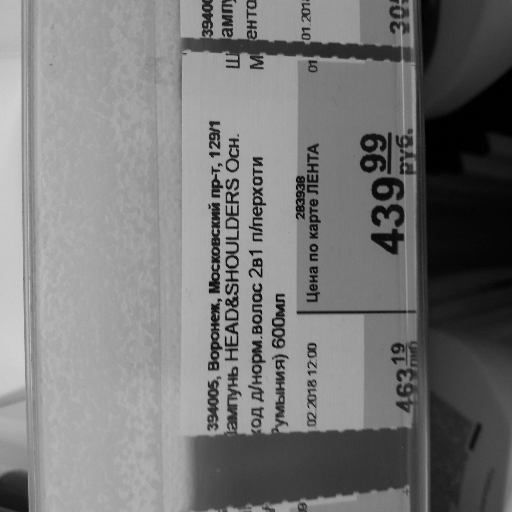 394005, Воронеж, Московский пр-т, 129/1
Шампунь HEAD&SHOULDERS Осн.
уход д/норм.волос 2в1 п/перхоти
Румыния) 600мл
283938
Цена по карте ЛЕНТА
439 99
руб.
02.2018 12:00
463 19